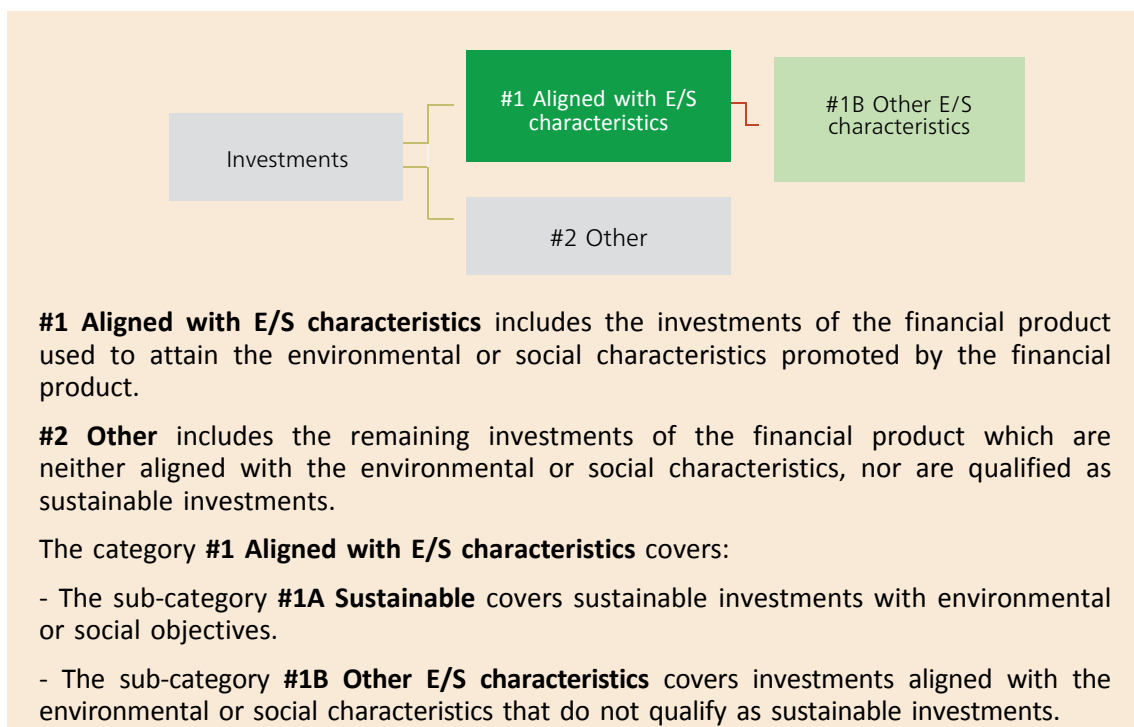 #1 Aligned with E/S
characteristics
#1B Other E/S
characteristics
Investments
#2 Other
#1 Aligned with E/S characteristics includes the investments of the financial product
used to attain the environmental or social characteristics promoted by the financial
product.
#2 Other includes the remaining investments of the financial product which are
neither aligned with the environmental or social characteristics, nor are qualified as
sustainable investments.
The category #1 Aligned with E/S characteristics covers:
- The sub-category #1A Sustainable covers sustainable investments with environmental
or social objectives.
- The sub-category #1B Other E/S characteristics covers investments aligned with the
environmental or social characteristics that do not qualify as sustainable investments.